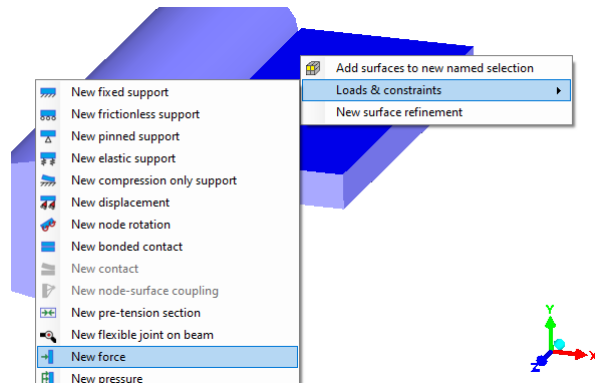 Add surfaces to new named selection
Loads & constraints
New surface refinement
New fixed support
New frictionless support
New pinned support
New elastic support
New compression only support
New displacement
New node rotation
New bonded contact
New contact
New node-surface coupling
New pre-tension section
New flexible joint on beam
New force
New pressure
Y
X
Z